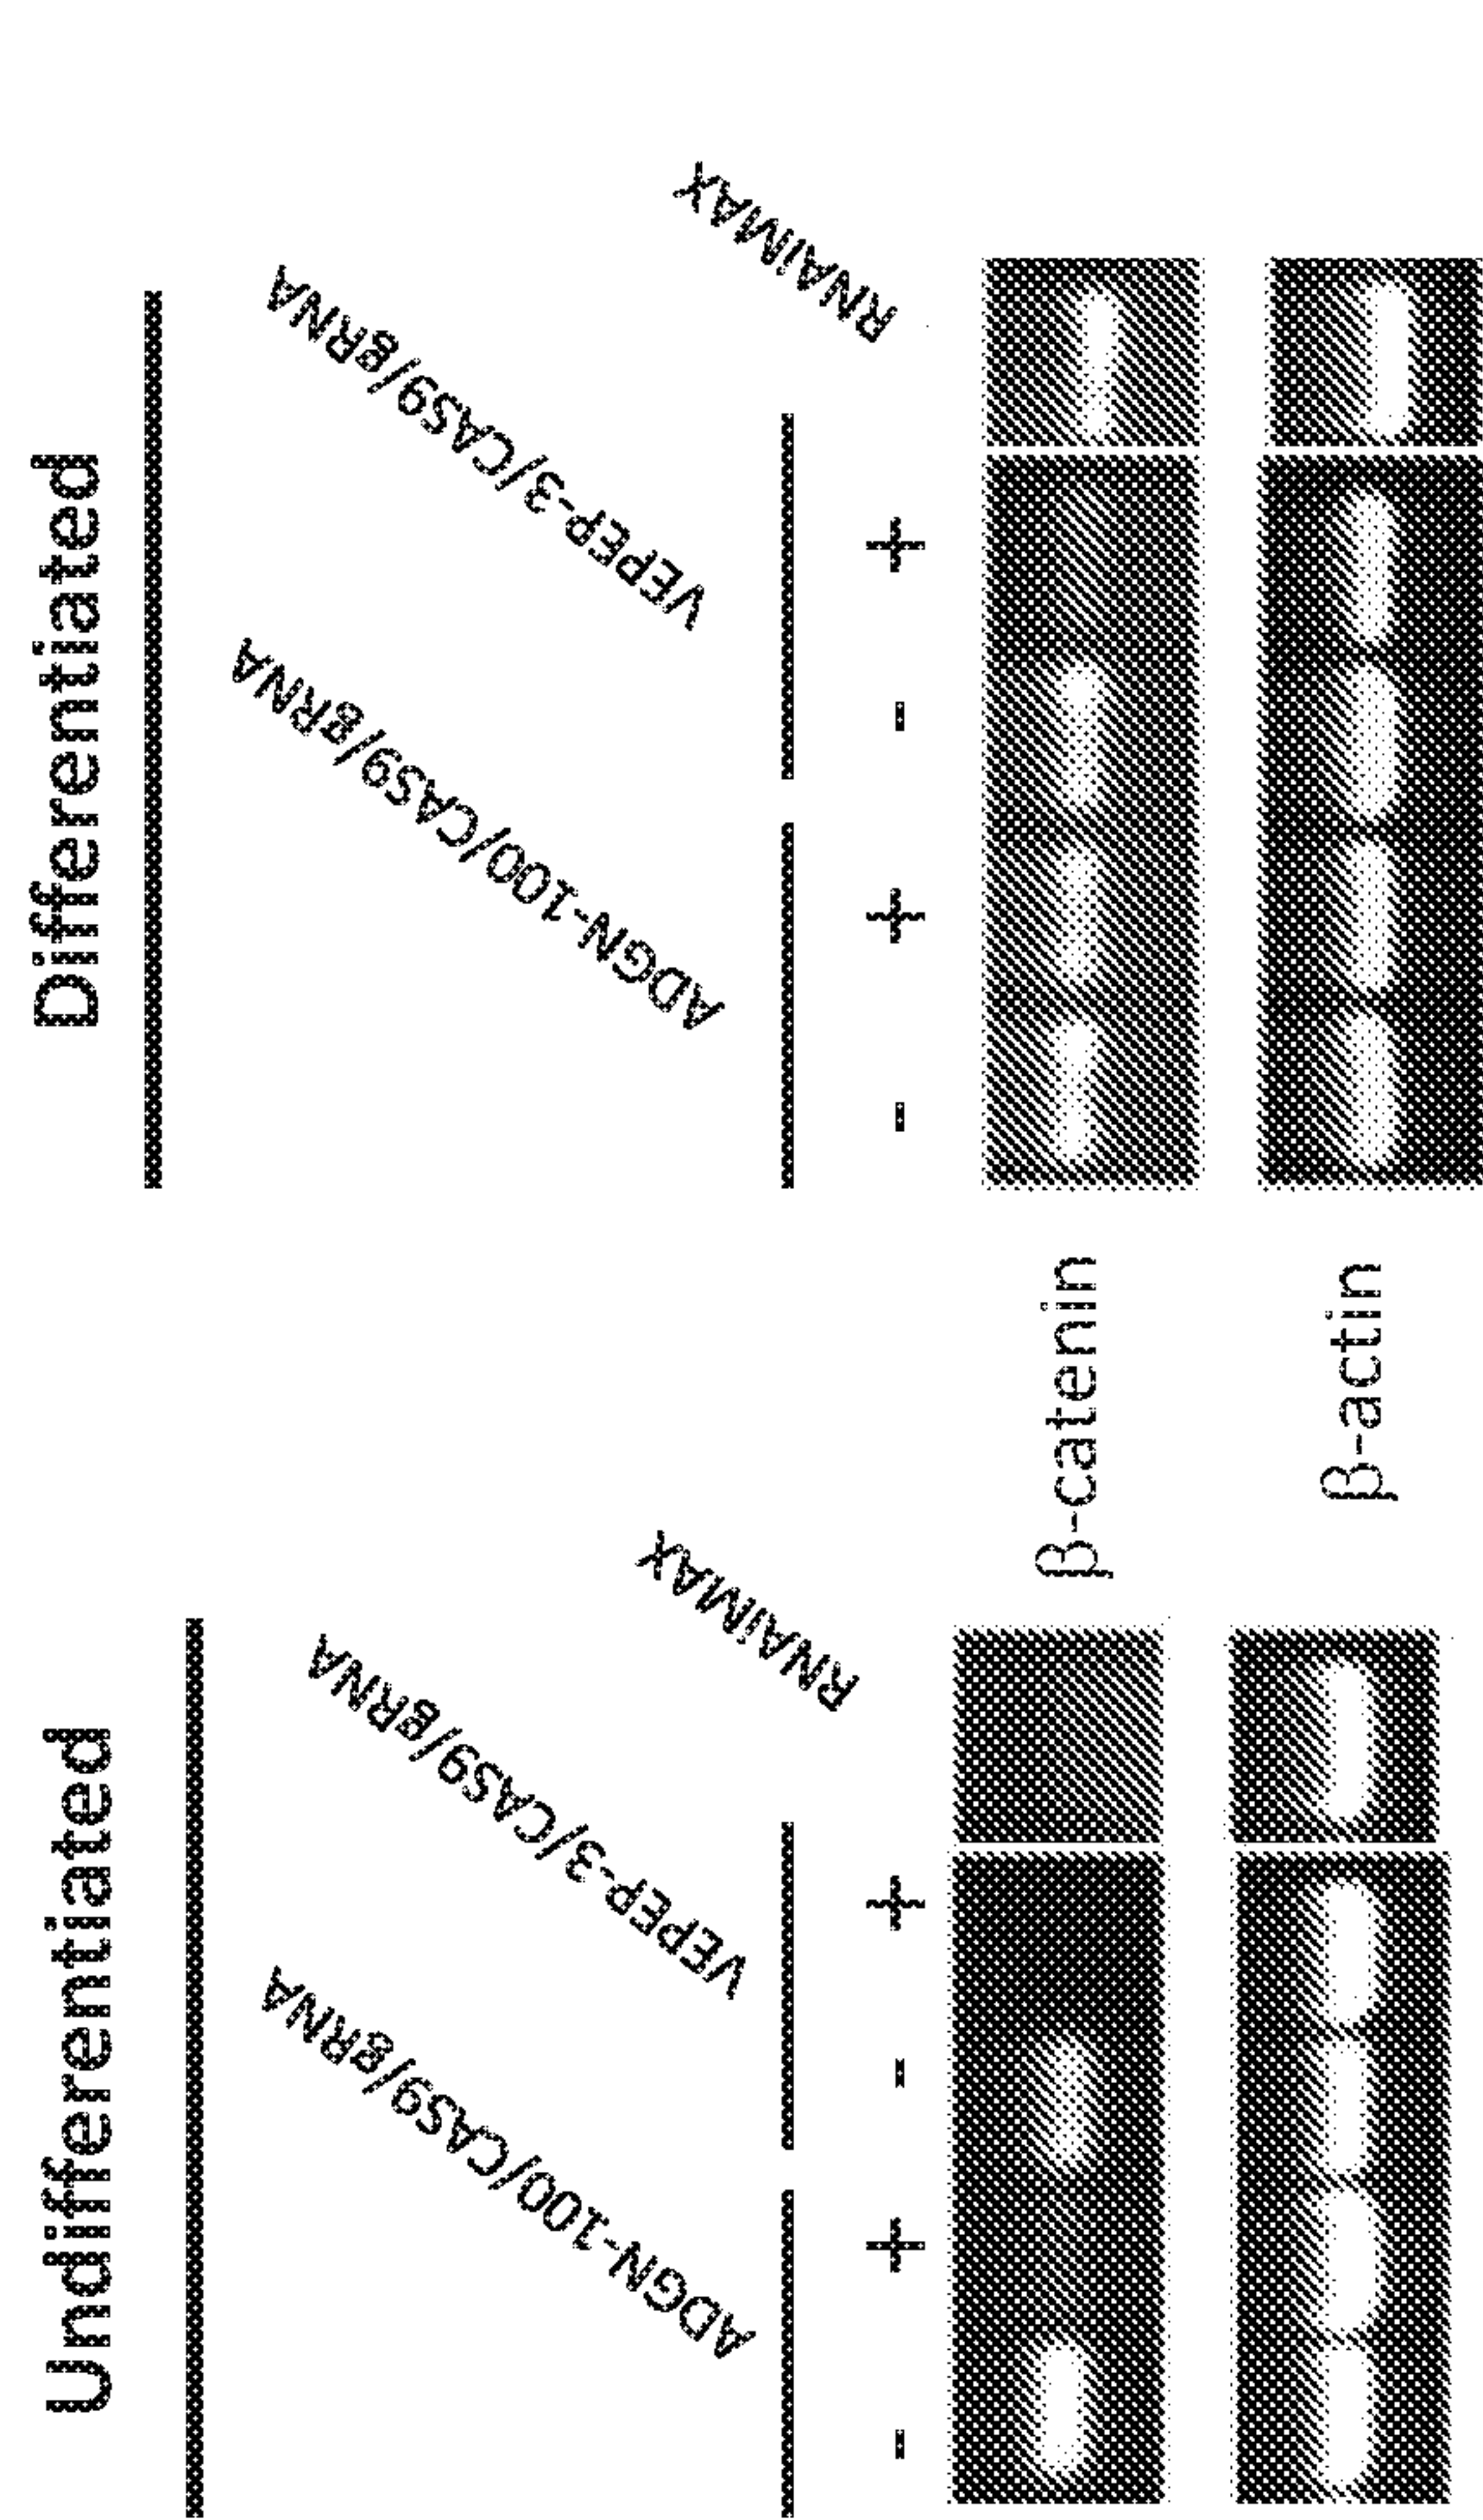 Undifferentiated
ADGN-100/CAS9/gRNA
VEPEP-3/CAS9/gRNA
RNAiMAX
- + - +
β-catenin
β-actin
Differentiated
ADGN-100/CAS9/gRNA
VEPEP-3/CAS9/gRNA
RNAiMAX
- + - +